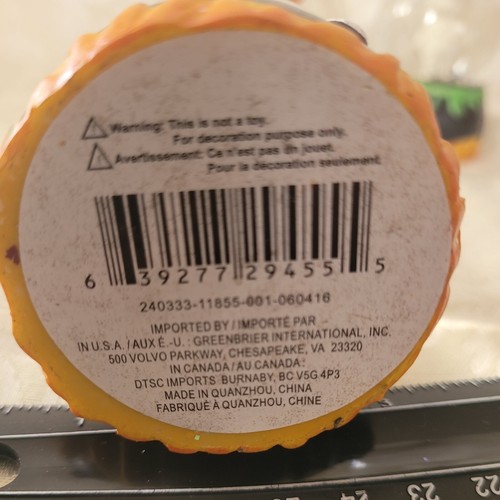 Warning: This is not a toy.
For decoration purpose only.
Avertissement: Ce n'est pas un jouet.
Pour la décoration seulement
6 39277 29455 5
240333-11855-001-060416
IMPORTED BY / IMPORTÉ PAR
IN U.S.A. / AUX É.-U. : GREENBRIER INTERNATIONAL, INC.
500 VOLVO PARKWAY, CHESAPEAKE, VA 23320
IN CANADA / AU CANADA:
DTSC IMPORTS BURNABY, BC V5G 4P3
MADE IN QUANZHOU, CHINA
FABRIQUÉ À QUANZHOU, CHINE
24 23 22